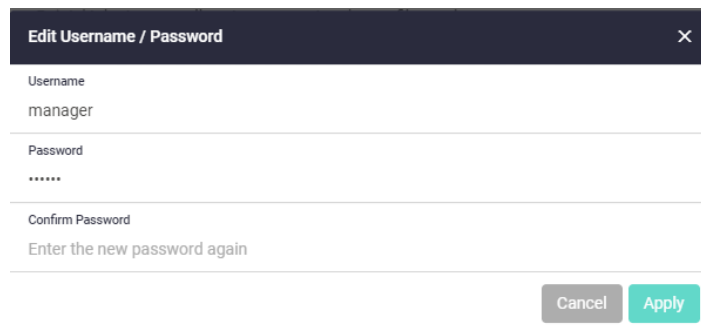 Edit Username / Password
Username
manager
Password
••••••
Confirm Password
Enter the new password again
Cancel Apply